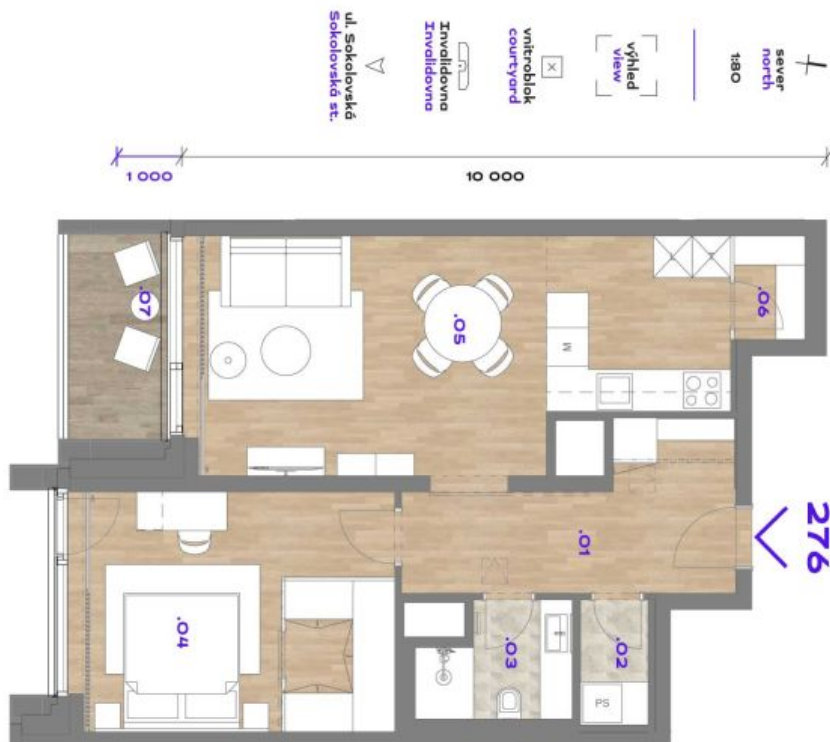 sever
north
1:80
výhled
view
vnitroblok
courtyard
Invalidovna
Invalidovna
ul. Sokolovská
Sokolovská st.
10 000
1 000
276
.01
.02
.03
.04
.05
.06
.07
M
PS